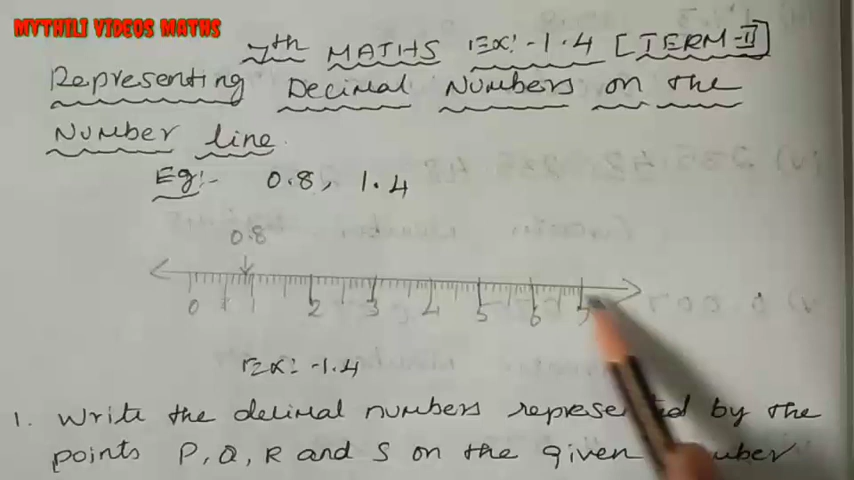 MYTHILI VIDEOS MATHS
7th MATHS Ex:-1.4 [TERM-II]
Representing Decimal Numbers on the
Number line.
Eg:- 0.8, 1.4
0.8
0 1 2 3 4 5 6 7
Ex:-1.4
1. Write the decimal numbers represented by the
points P, Q, R and S on the given number